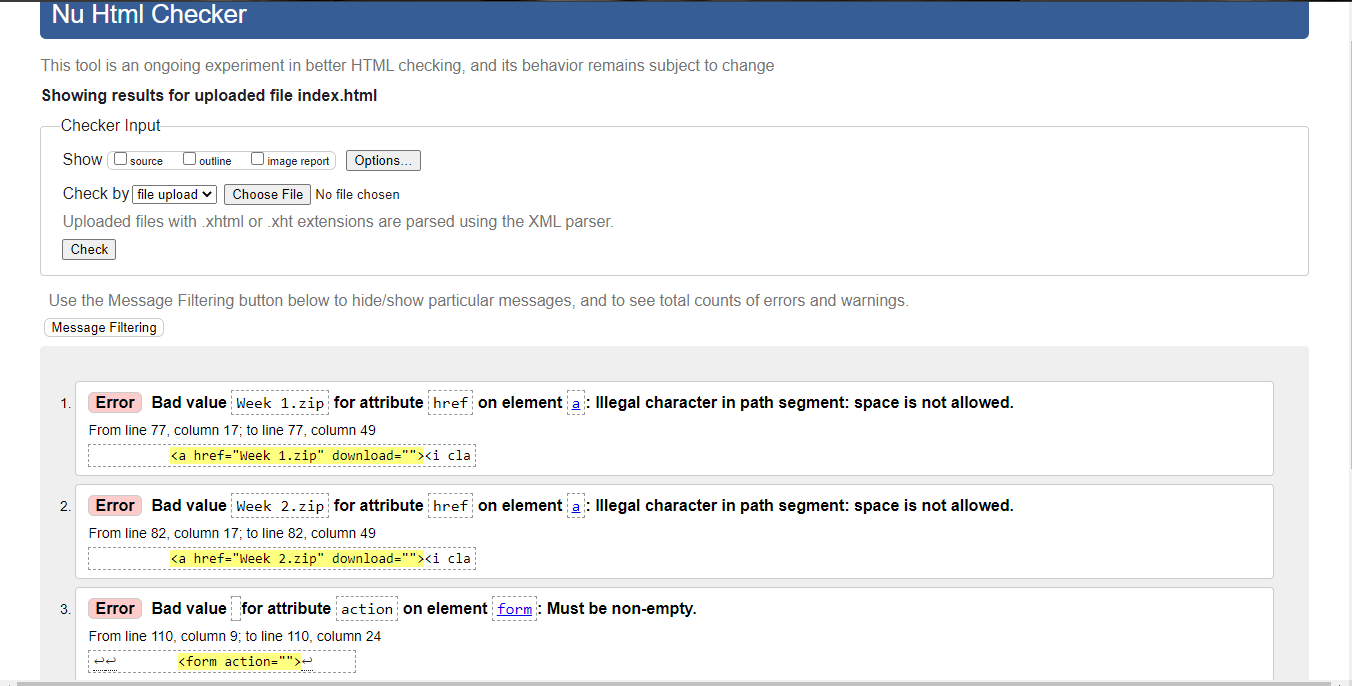 Nu Html Checker
This tool is an ongoing experiment in better HTML checking, and its behavior remains subject to change
Showing results for uploaded file index.html
Checker Input
Show source outline image report Options...
Check by file upload Choose File No file chosen
Uploaded files with .xhtml or .xht extensions are parsed using the XML parser.
Check
Use the Message Filtering button below to hide/show particular messages, and to see total counts of errors and warnings.
Message Filtering
1. Error Bad value Week 1.zip for attribute href on element a: Illegal character in path segment: space is not allowed.
From line 77, column 17; to line 77, column 49
<a href="Week 1.zip" download=""><i cla
2. Error Bad value Week 2.zip for attribute href on element a: Illegal character in path segment: space is not allowed.
From line 82, column 17; to line 82, column 49
<a href="Week 2.zip" download=""><i cla
3. Error Bad value for attribute action on element form: Must be non-empty.
From line 110, column 9; to line 110, column 24
↩↩ <form action="">↩